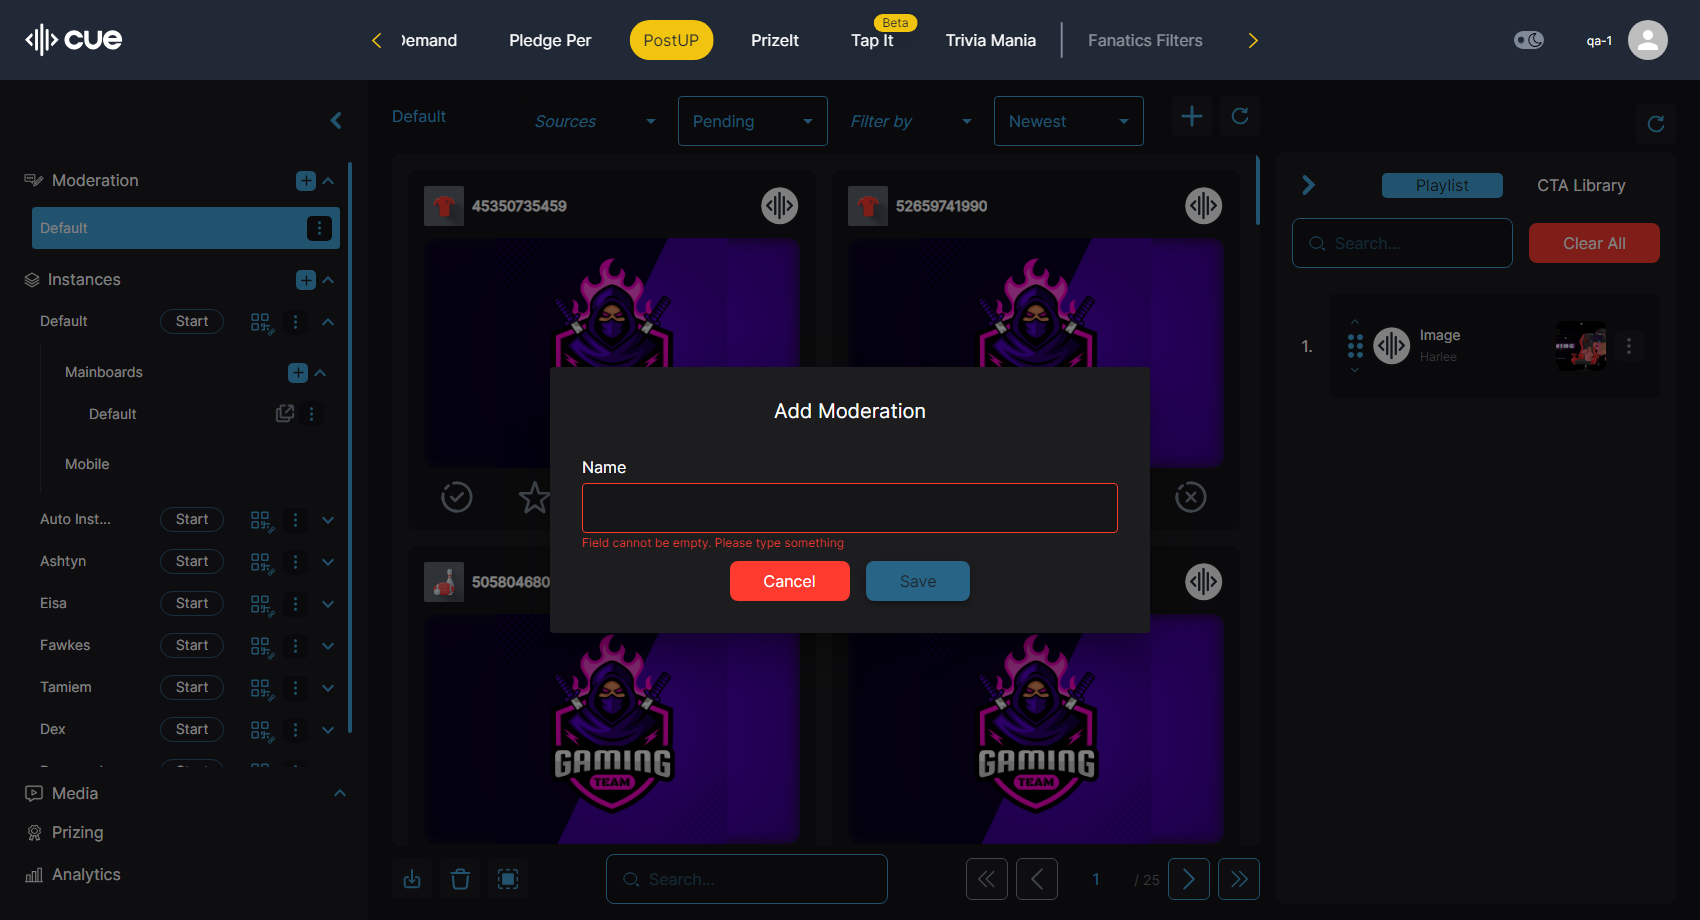 cue
Demand
Pledge Per
PostUP
PrizeIt
Beta
Tap It
Trivia Mania
Fanatics Filters
qa-1
Default
Sources
Pending
Filter by
Newest
Moderation
Default
Instances
Default
Start
Mainboards
Default
Mobile
Auto Inst...
Start
Ashtyn
Start
Eisa
Start
Fawkes
Start
Tamiem
Start
Dex
Start
Media
Prizing
Analytics
45350735459
52659741990
505804680
GAMING
TEAM
GAMING
TEAM
Add Moderation
Name
Field cannot be empty. Please type something
Cancel
Save
Search...
1
/ 25
Playlist
CTA Library
Search...
Clear All
1.
Image
Harlee